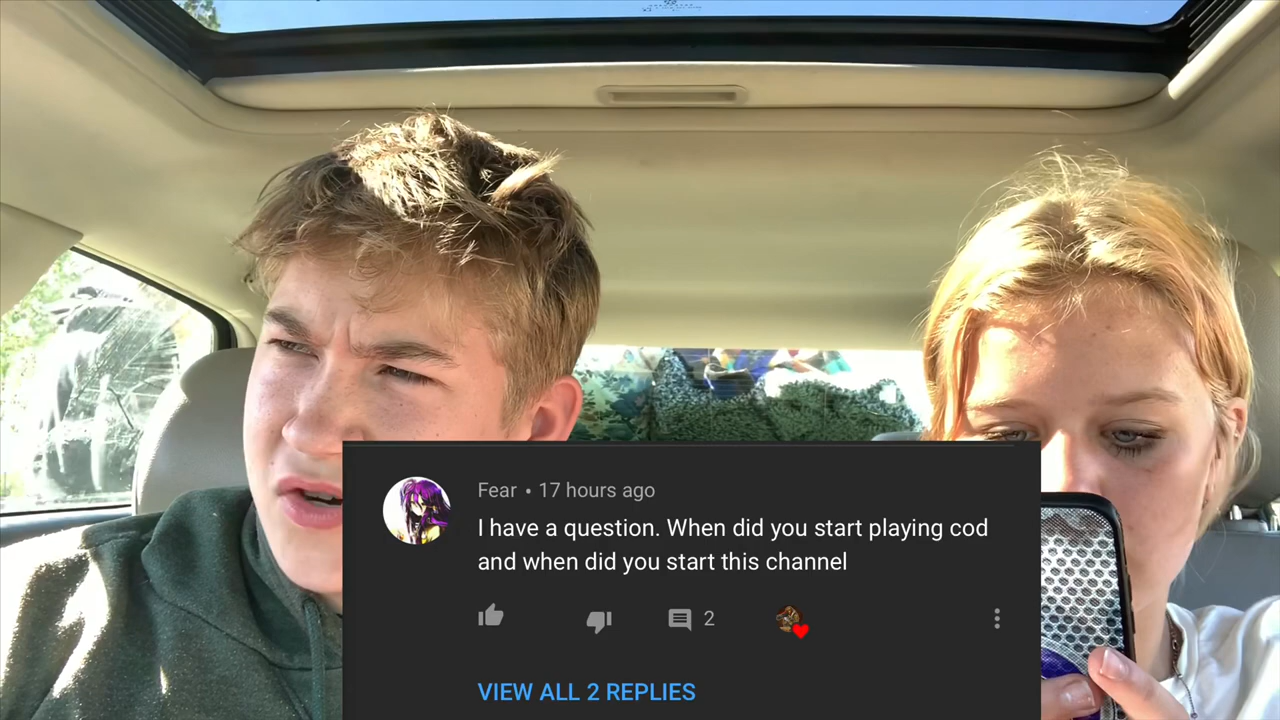 Fear • 17 hours ago
I have a question. When did you start playing cod
and when did you start this channel
2
VIEW ALL 2 REPLIES